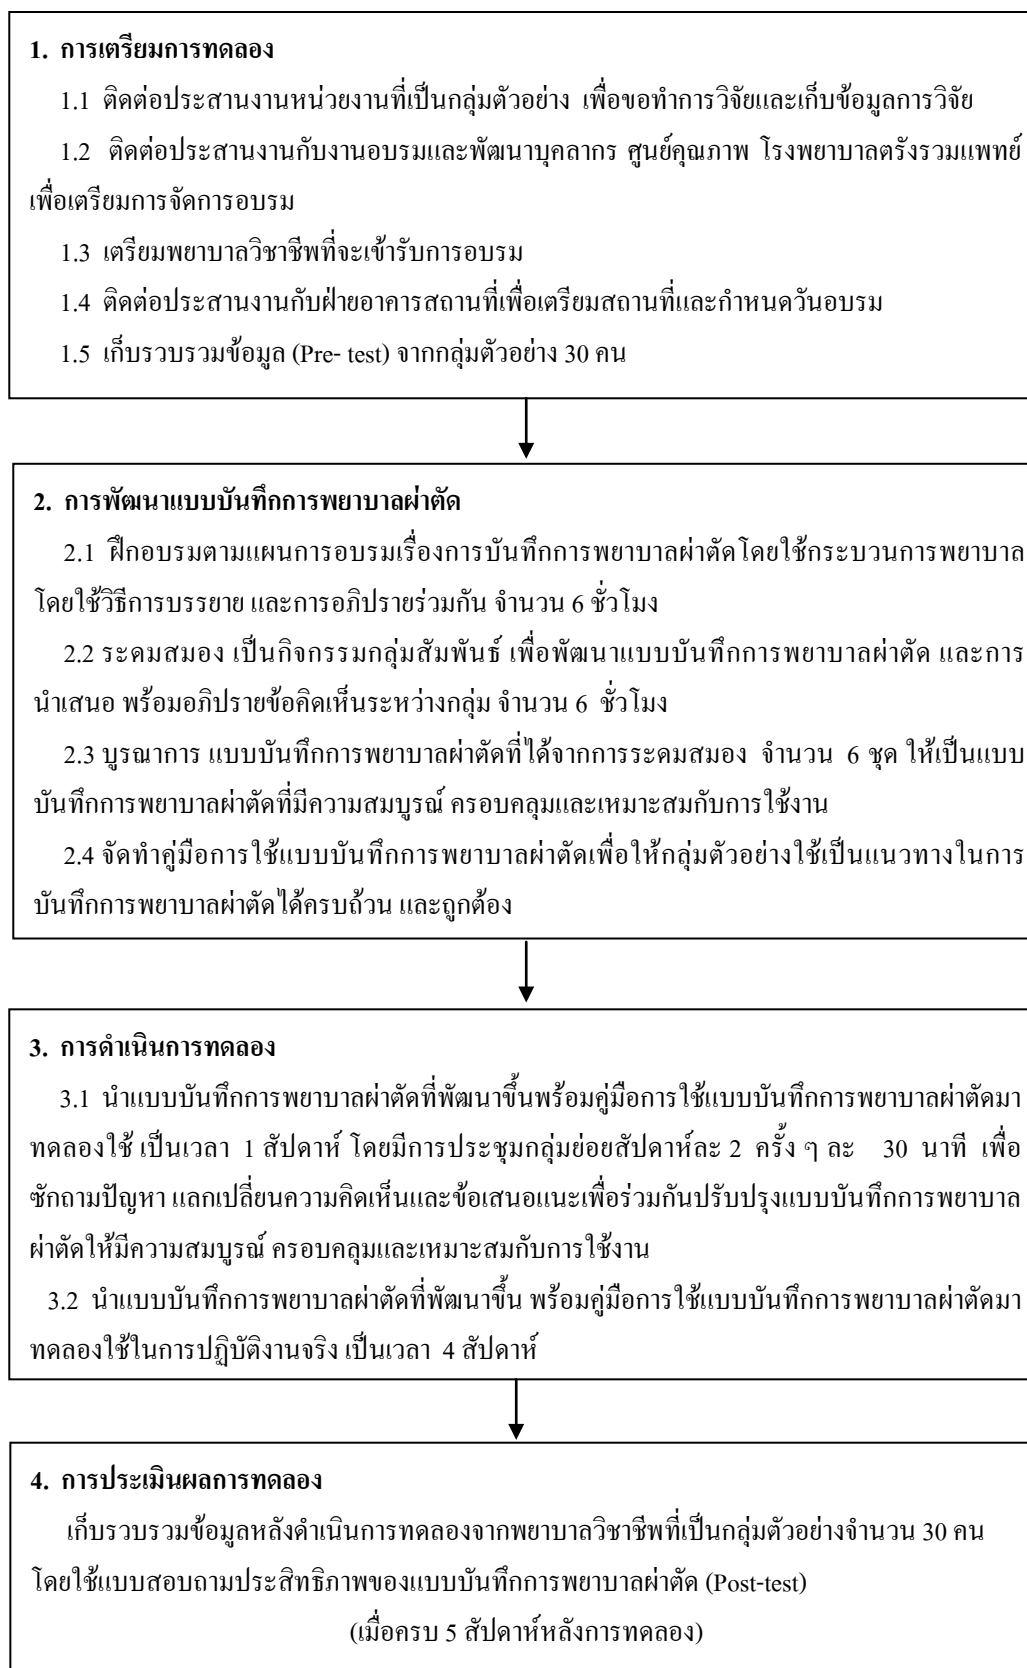 1. การเตรียมการทดลอง
1.1 ติดต่อประสานงานหน่วยงานที่เป็นกลุ่มตัวอย่าง เพื่อขอทำการวิจัยและเก็บข้อมูลการวิจัย
1.2 ติดต่อประสานงานกับงานอบรมและพัฒนาบุคลากร ศูนย์คุณภาพ โรงพยาบาลตรังรวมแพทย์
เพื่อเตรียมการจัดการอบรม
1.3 เตรียมพยาบาลวิชาชีพที่จะเข้ารับการอบรม
1.4 ติดต่อประสานงานกับฝ่ายอาคารสถานที่เพื่อเตรียมสถานที่และกำหนดวันอบรม
1.5 เก็บรวบรวมข้อมูล (Pre- test) จากกลุ่มตัวอย่าง 30 คน
2. การพัฒนาแบบบันทึกการพยาบาลผ่าตัด
2.1 ฝึกอบรมตามแผนการอบรมเรื่องการบันทึกการพยาบาลผ่าตัดโดยใช้กระบวนการพยาบาล
โดยใช้วิธีการบรรยาย และการอภิปรายร่วมกัน จำนวน 6 ชั่วโมง
2.2 ระดมสมอง เป็นกิจกรรมกลุ่มสัมพันธ์ เพื่อพัฒนาแบบบันทึกการพยาบาลผ่าตัด และการ
นำเสนอ พร้อมอภิปรายข้อคิดเห็นระหว่างกลุ่ม จำนวน 6 ชั่วโมง
2.3 บูรณาการ แบบบันทึกการพยาบาลผ่าตัดที่ได้จากการระดมสมอง จำนวน 6 ชุด ให้เป็นแบบ
บันทึกการพยาบาลผ่าตัดที่มีความสมบูรณ์ ครอบคลุมและเหมาะสมกับการใช้งาน
2.4 จัดทำคู่มือการใช้แบบบันทึกการพยาบาลผ่าตัดเพื่อให้กลุ่มตัวอย่างใช้เป็นแนวทางในการ
บันทึกการพยาบาลผ่าตัดได้ครบถ้วน และถูกต้อง
3. การดำเนินการทดลอง
3.1 นำแบบบันทึกการพยาบาลผ่าตัดที่พัฒนาขึ้นพร้อมคู่มือการใช้แบบบันทึกการพยาบาลผ่าตัดมา
ทดลองใช้ เป็นเวลา 1 สัปดาห์ โดยมีการประชุมกลุ่มย่อยสัปดาห์ละ 2 ครั้ง ๆ ละ 30 นาที เพื่อ
ซักถามปัญหา แลกเปลี่ยนความคิดเห็นและข้อเสนอแนะเพื่อร่วมกันปรับปรุงแบบบันทึกการพยาบาล
ผ่าตัดให้มีความสมบูรณ์ ครอบคลุมและเหมาะสมกับการใช้งาน
3.2 นำแบบบันทึกการพยาบาลผ่าตัดที่พัฒนาขึ้น พร้อมคู่มือการใช้แบบบันทึกการพยาบาลผ่าตัดมา
ทดลองใช้ในการปฏิบัติงานจริง เป็นเวลา 4 สัปดาห์
4. การประเมินผลการทดลอง
เก็บรวบรวมข้อมูลหลังดำเนินการทดลองจากพยาบาลวิชาชีพที่เป็นกลุ่มตัวอย่างจำนวน 30 คน
โดยใช้แบบสอบถามประสิทธิภาพของแบบบันทึกการพยาบาลผ่าตัด (Post-test)
(เมื่อครบ 5 สัปดาห์หลังการทดลอง)